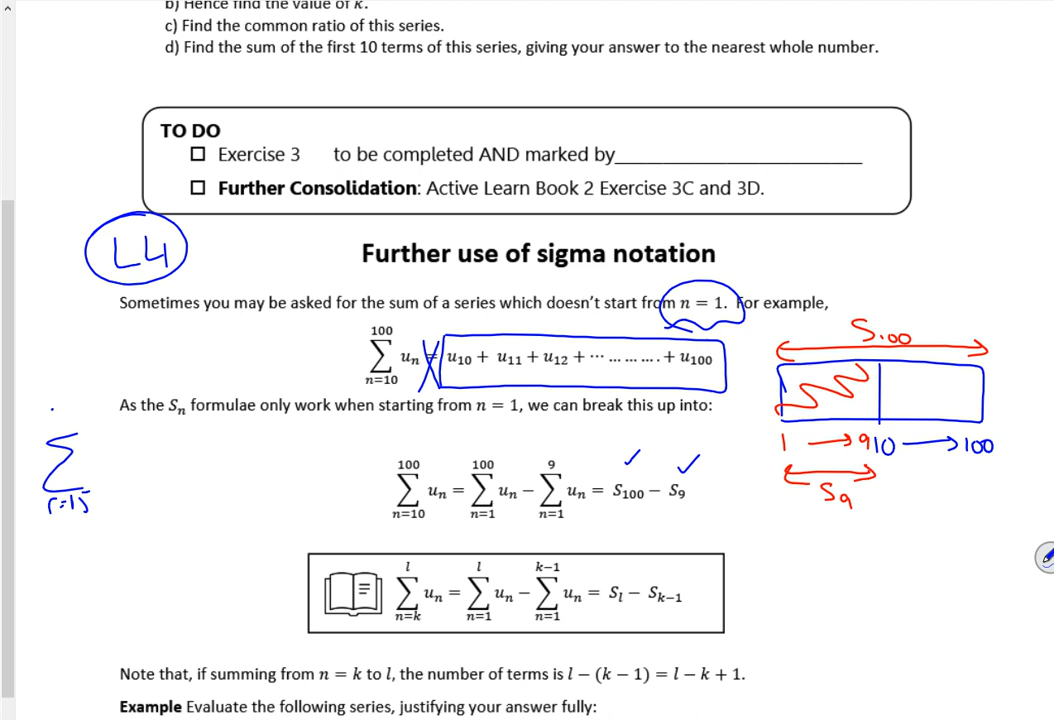 b) Hence find the value of k.
c) Find the common ratio of this series.
d) Find the sum of the first 10 terms of this series, giving your answer to the nearest whole number.
TO DO
☐ Exercise 3 to be completed AND marked by__________________________
☐ Further Consolidation: Active Learn Book 2 Exercise 3C and 3D.
L4
Further use of sigma notation
Sometimes you may be asked for the sum of a series which doesn't start from n = 1. For example,
∑_{n=10}^{100} uₙ = u₁₀ + u₁₁ + u₁₂ + ⋯ … … … . + u₁₀₀
S₁₀₀
As the Sₙ formulae only work when starting from n = 1, we can break this up into:
1 → 9 10 → 100
S₉
∑_{n=10}^{100} uₙ = ∑_{n=1}^{100} uₙ − ∑_{n=1}^{9} uₙ = S₁₀₀ − S₉
∑_{n=k}^{l} uₙ = ∑_{n=1}^{l} uₙ − ∑_{n=1}^{k−1} uₙ = S_l − S_{k−1}
Note that, if summing from n = k to l, the number of terms is l − (k − 1) = l − k + 1.
Example Evaluate the following series, justifying your answer fully: